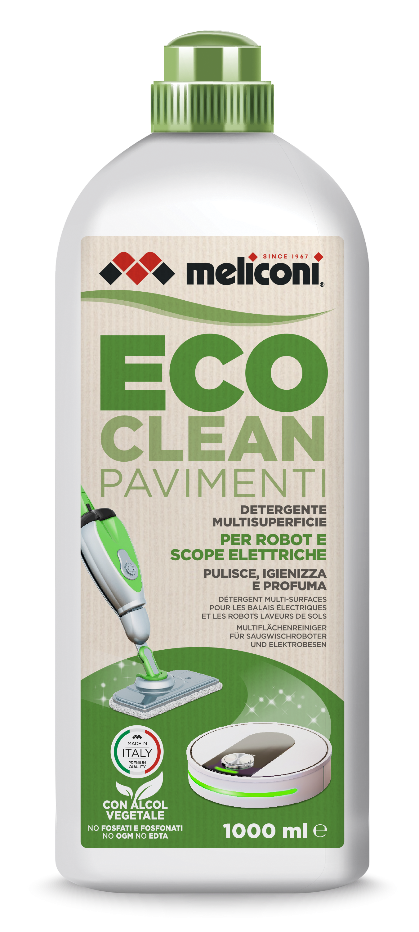 SINCE 1967
meliconi®
ECO
CLEAN
PAVIMENTI
DETERGENTE
MULTISUPERFICIE
PER ROBOT E
SCOPE ELETTRICHE
PULISCE, IGIENIZZA
E PROFUMA
DÉTERGENT MULTI-SURFACES
POUR LES BALAIS ÉLECTRIQUES
ET LES ROBOTS LAVEURS DE SOLS
MULTIFLÄCHENREINIGER
FÜR SAUGWISCHROBOTER
UND ELEKTROBESEN
MADE IN
ITALY
PREMIUM
QUALITY
CON ALCOL
VEGETALE
NO FOSFATI E FOSFONATI
NO OGM NO EDTA
1000 ml ℮